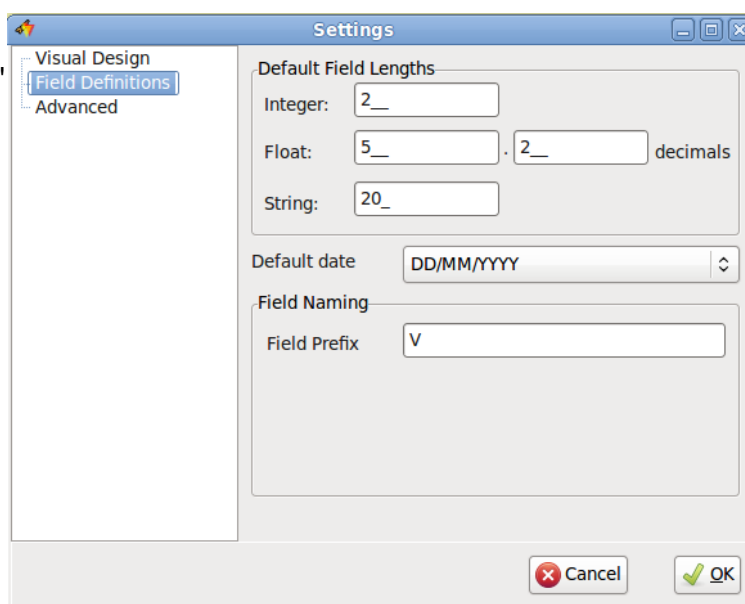 Settings
Visual Design
Field Definitions
Advanced
Default Field Lengths
Integer: 2__
Float: 5__ . 2__ decimals
String: 20_
Default date DD/MM/YYYY
Field Naming
Field Prefix V
Cancel OK